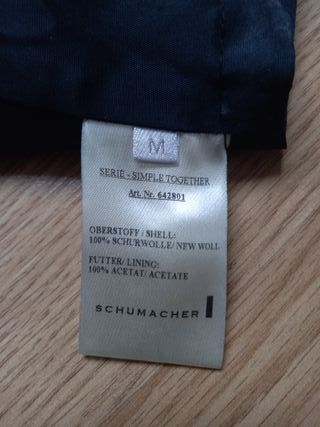 M
SERIE - SIMPLE TOGETHER
Art. Nr. 642801
OBERSTOFF / SHELL:
100% SCHURWOLLE/ NEW WOLL
FUTTER/ LINING:
100% ACETAT/ ACETATE
SCHUMACHER